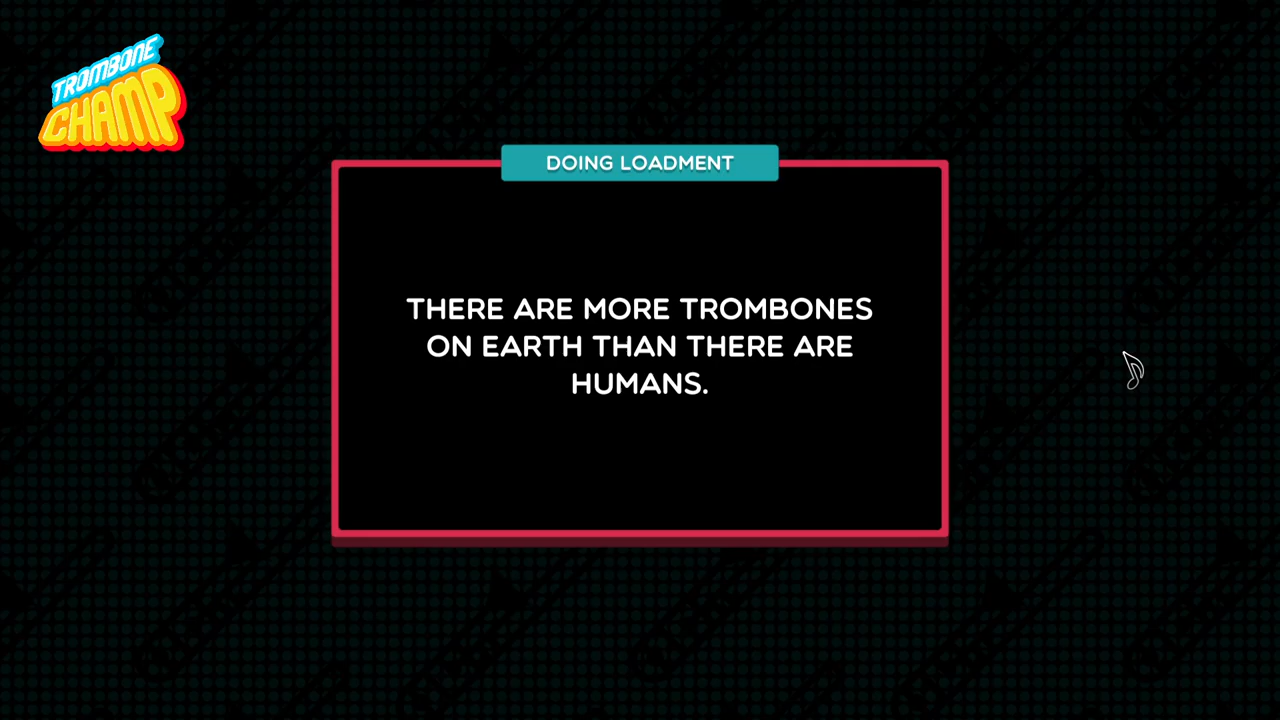 TROMBONE
CHAMP
DOING LOADMENT
THERE ARE MORE TROMBONES
ON EARTH THAN THERE ARE
HUMANS.